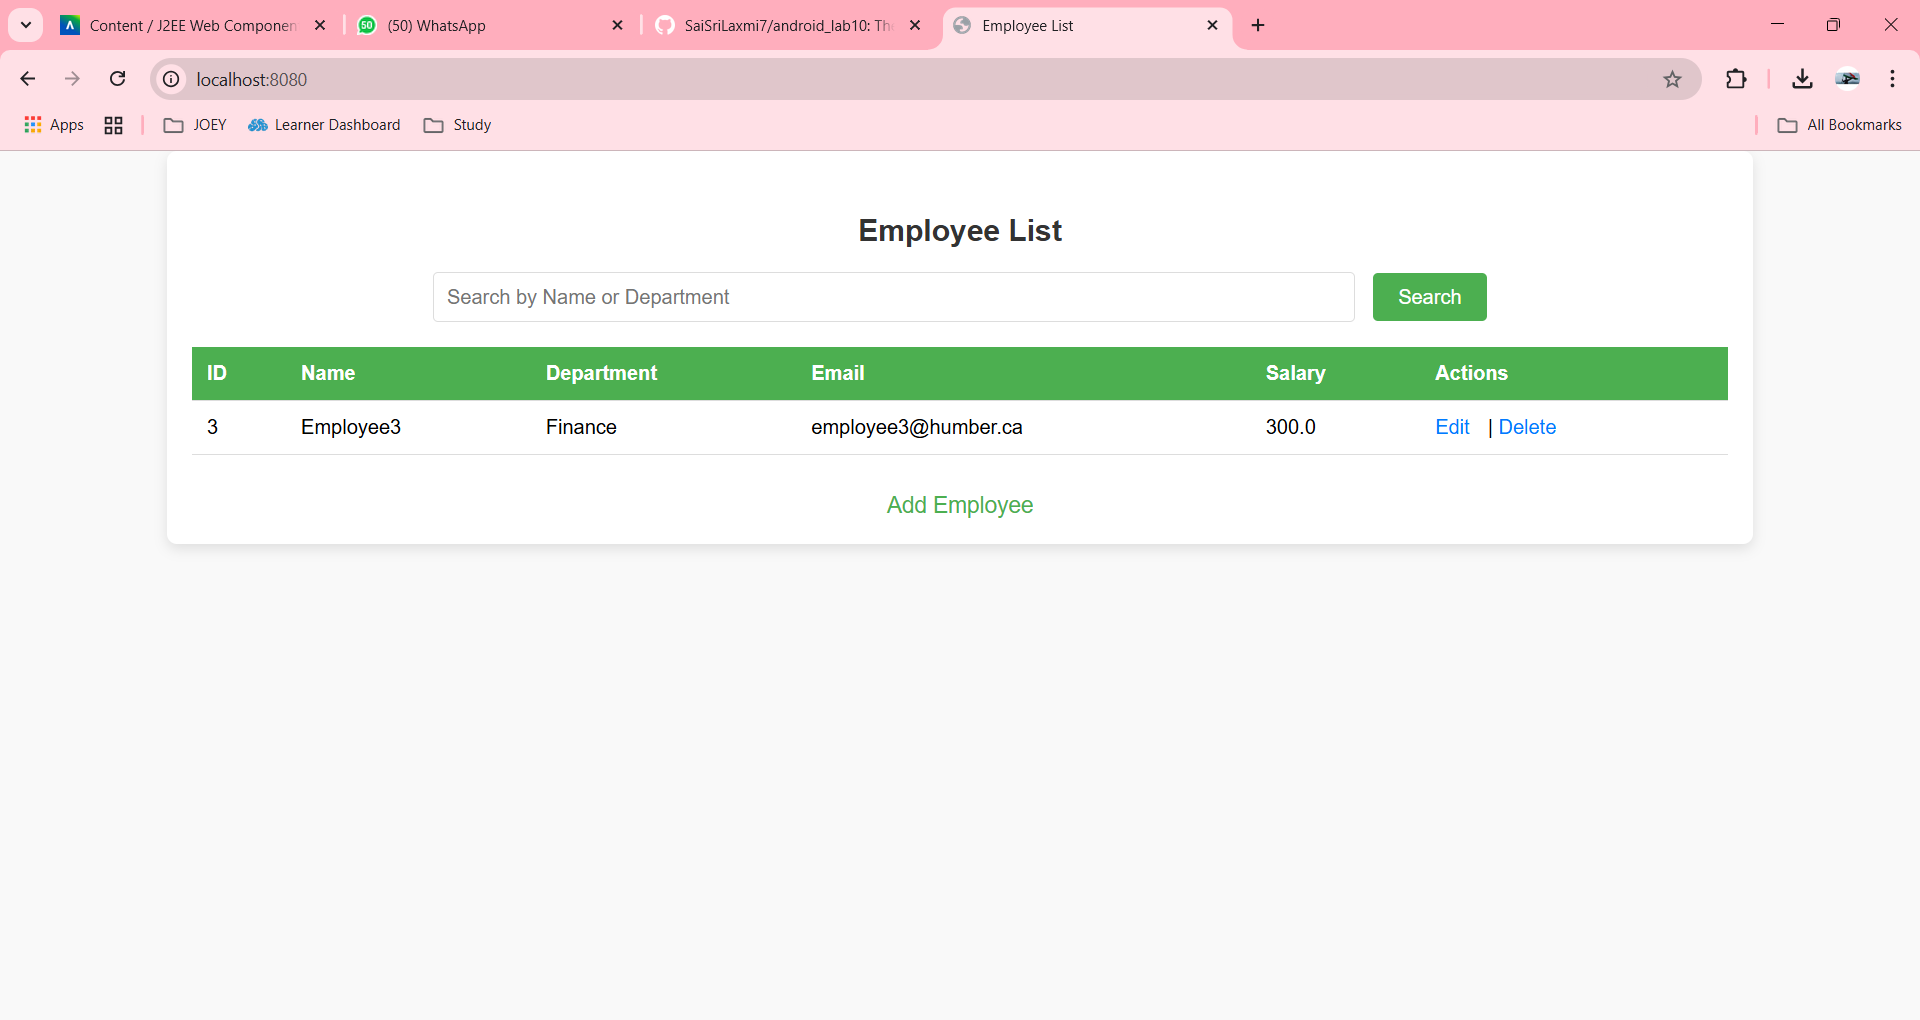 Content / J2EE Web Componen
(50) WhatsApp
SaiSriLaxmi7/android_lab10: Th
Employee List
localhost:8080
Apps
JOEY
Learner Dashboard
Study
All Bookmarks
Employee List
Search by Name or Department
Search
ID Name Department Email Salary Actions
3 Employee3 Finance employee3@humber.ca 300.0 Edit | Delete
Add Employee